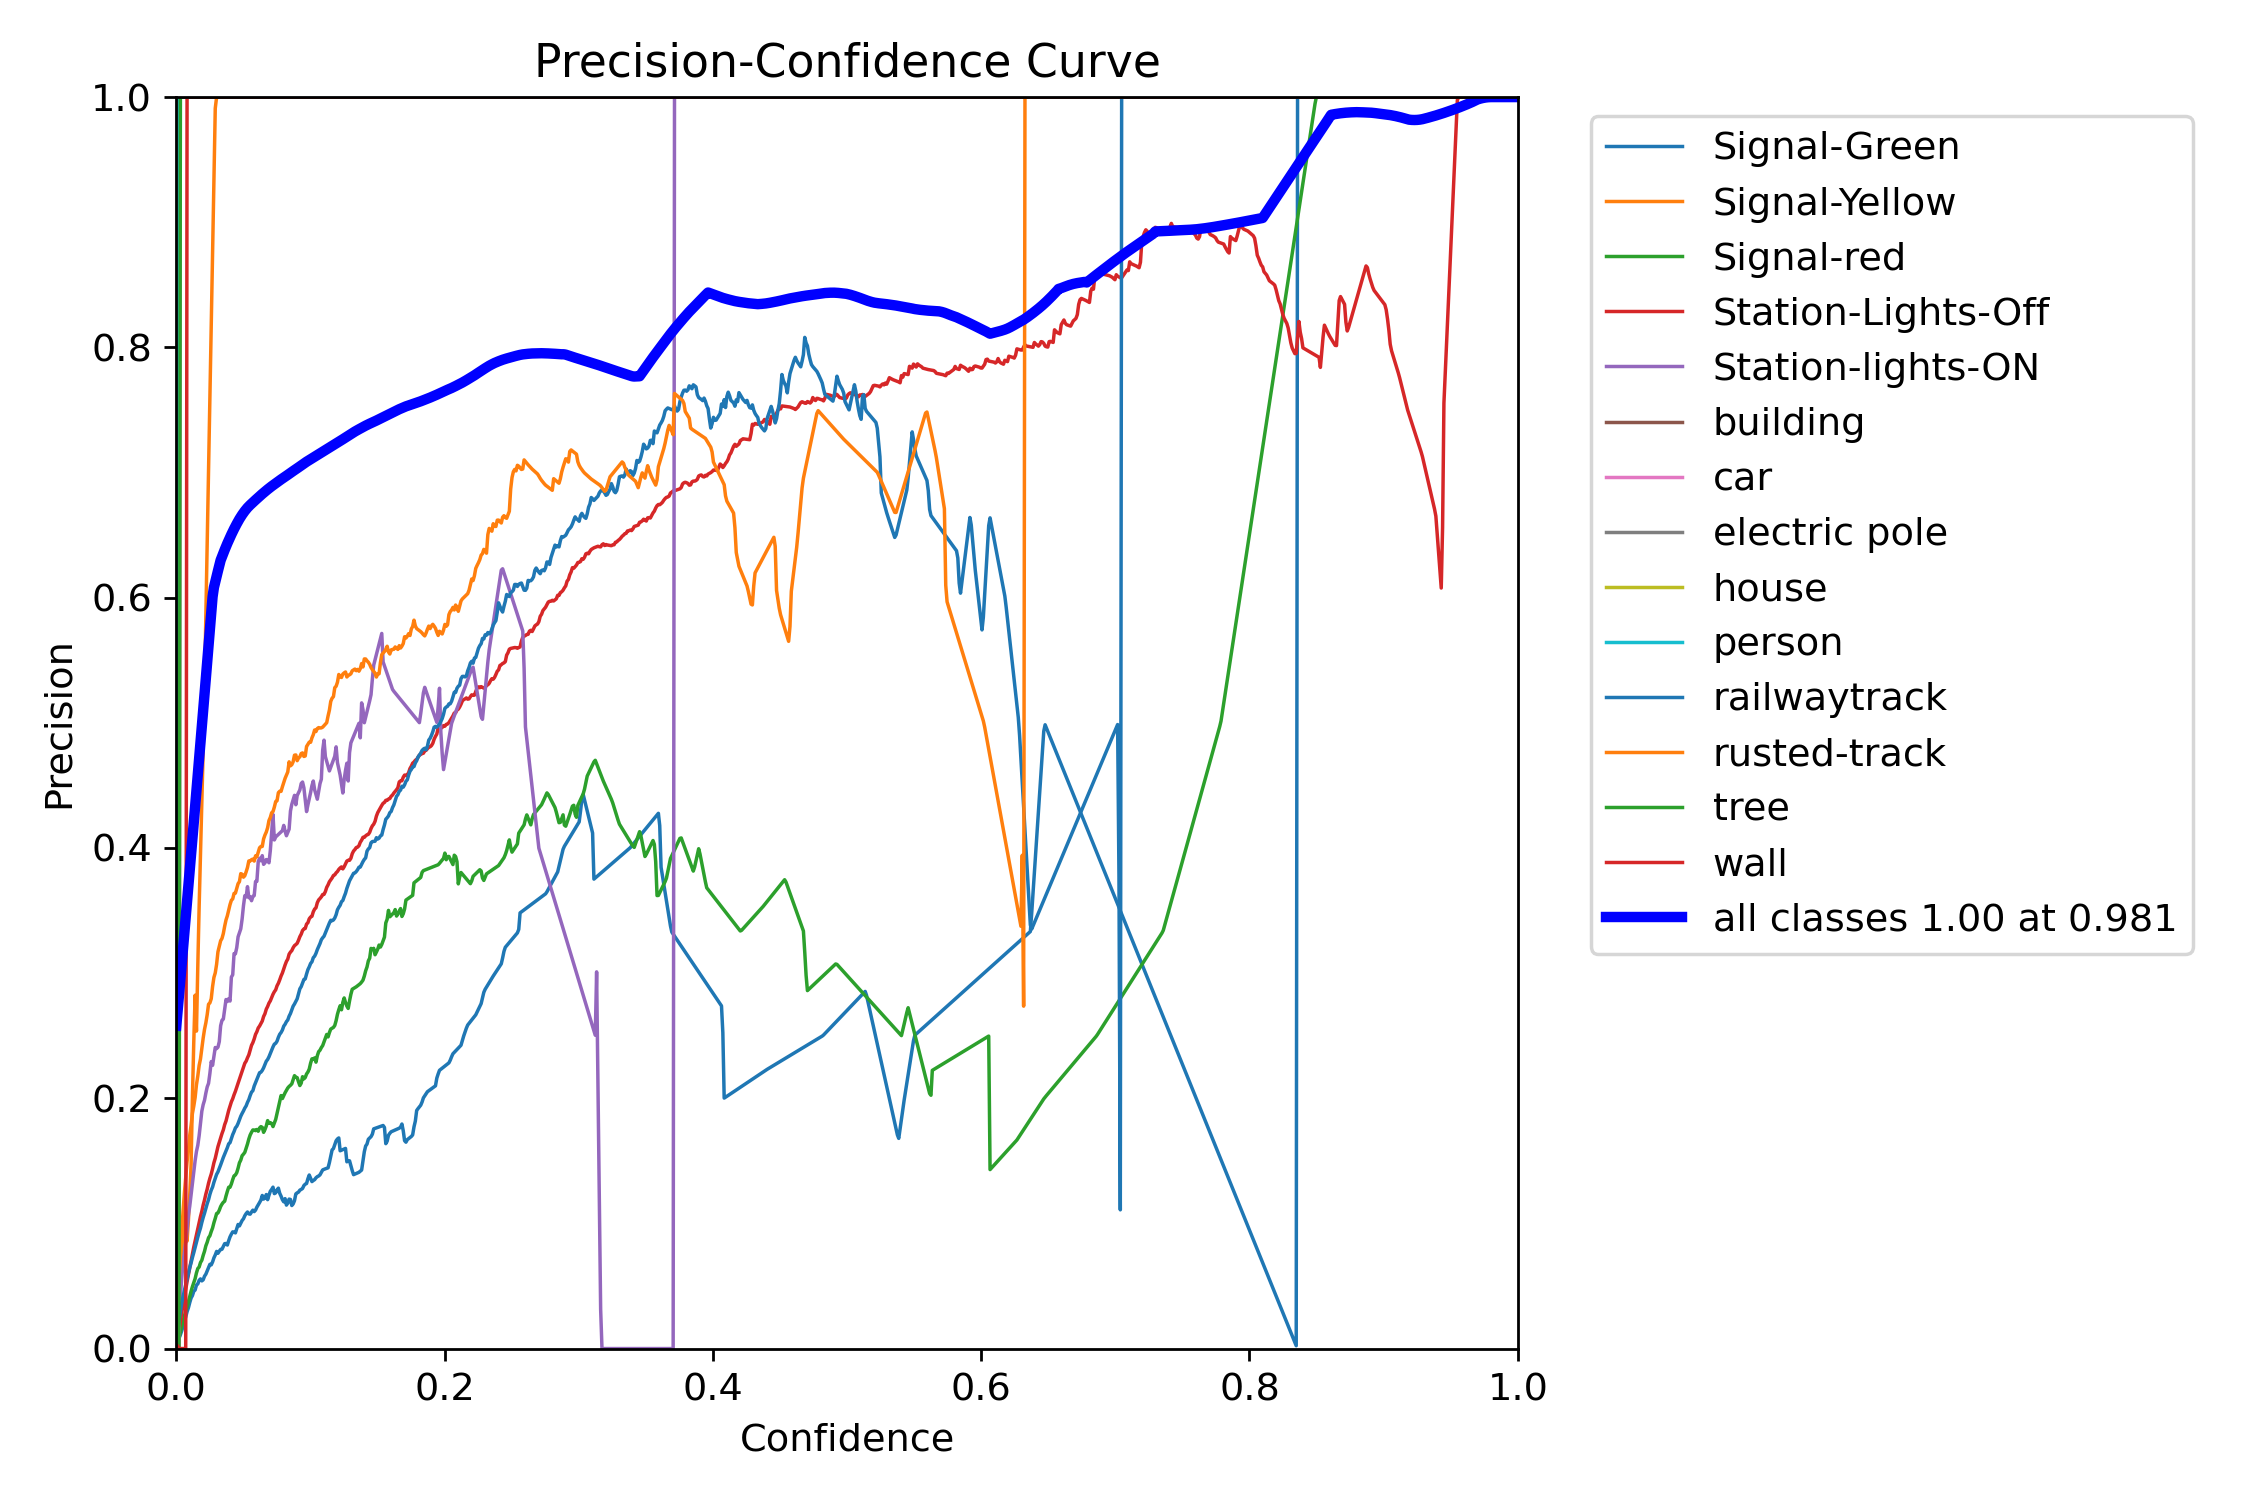 Precision-Confidence Curve
1.0
0.8
0.6
0.4
0.2
0.0
Precision
0.0 0.2 0.4 0.6 0.8 1.0
Confidence
Signal-Green
Signal-Yellow
Signal-red
Station-Lights-Off
Station-lights-ON
building
car
electric pole
house
person
railwaytrack
rusted-track
tree
wall
all classes 1.00 at 0.981